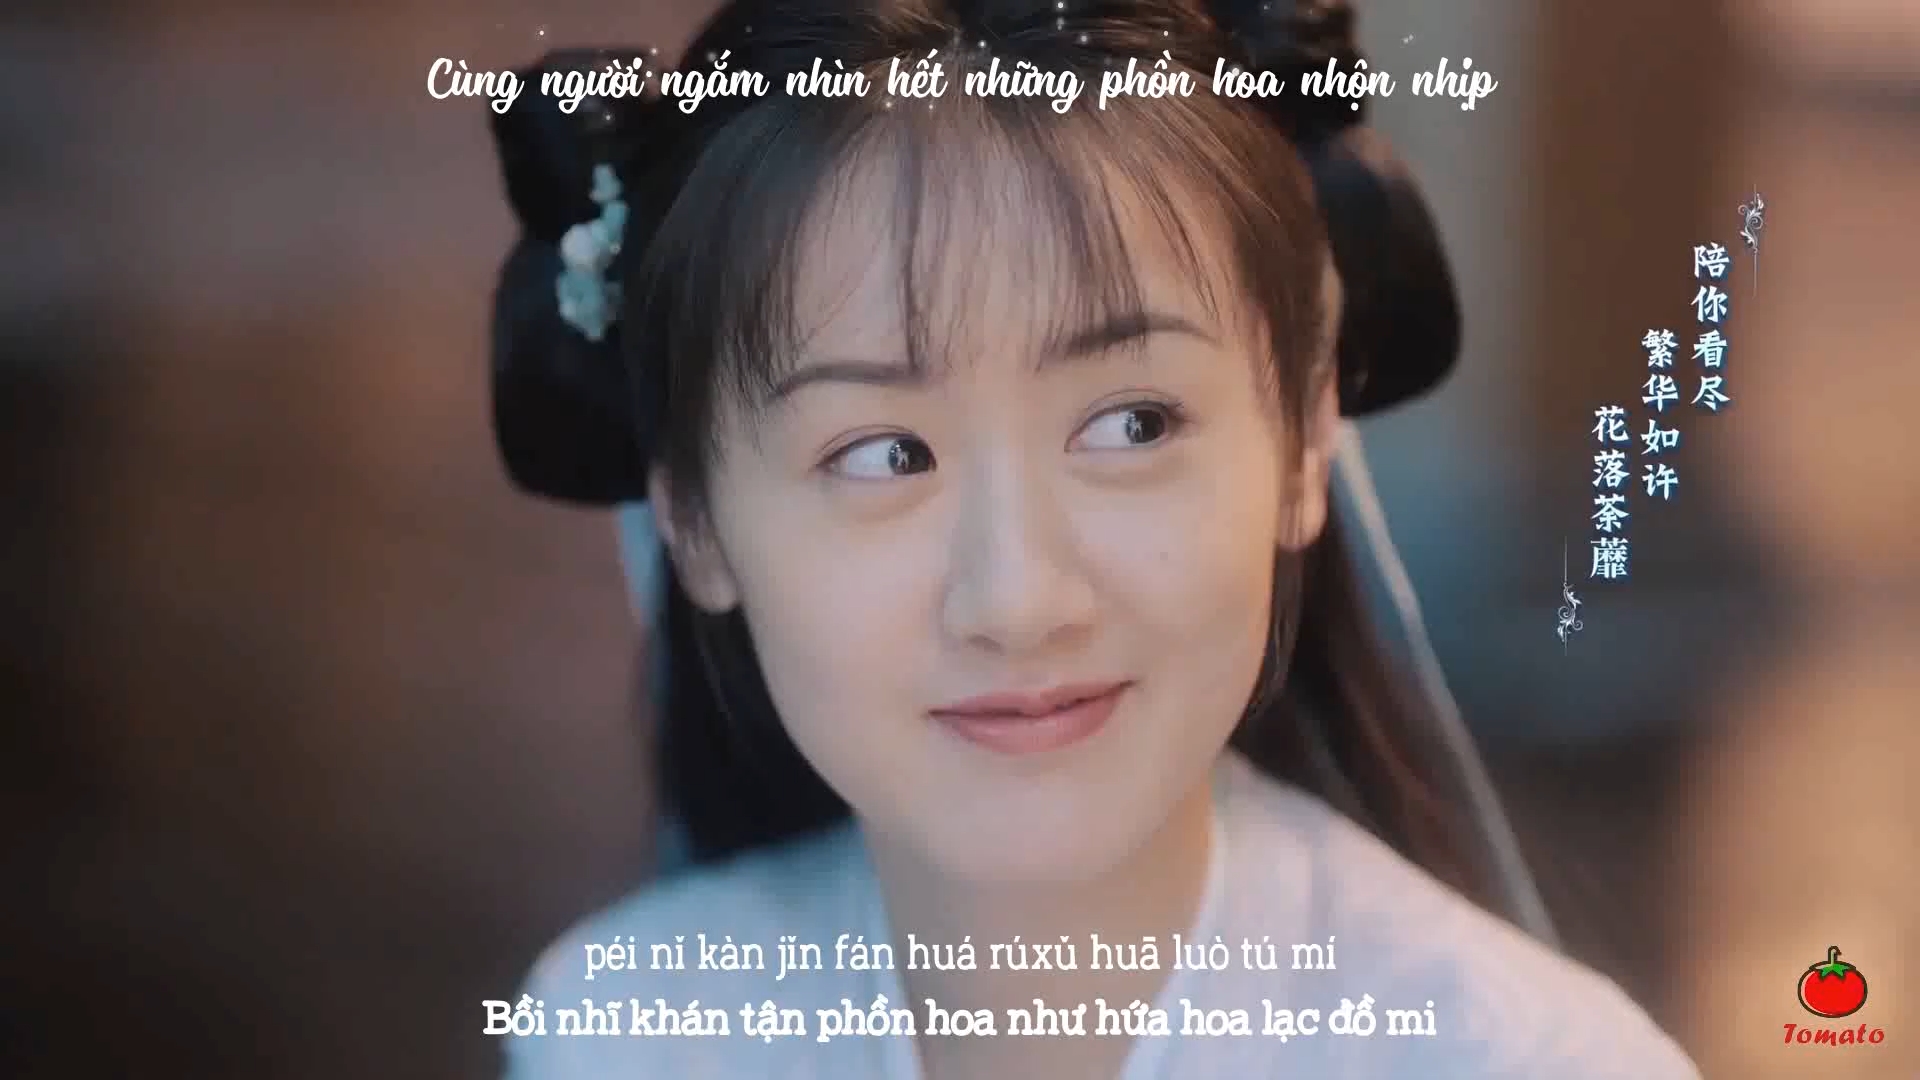 Cùng người ngắm nhìn hết những phồn hoa nhộn nhịp
陪你看尽
繁华如许
花落荼蘼
péi nǐ kàn jǐn fán huá rúxǔ huā luò tú mí
Bồi nhĩ khán tận phồn hoa như hứa hoa lạc đồ mi
Tomato